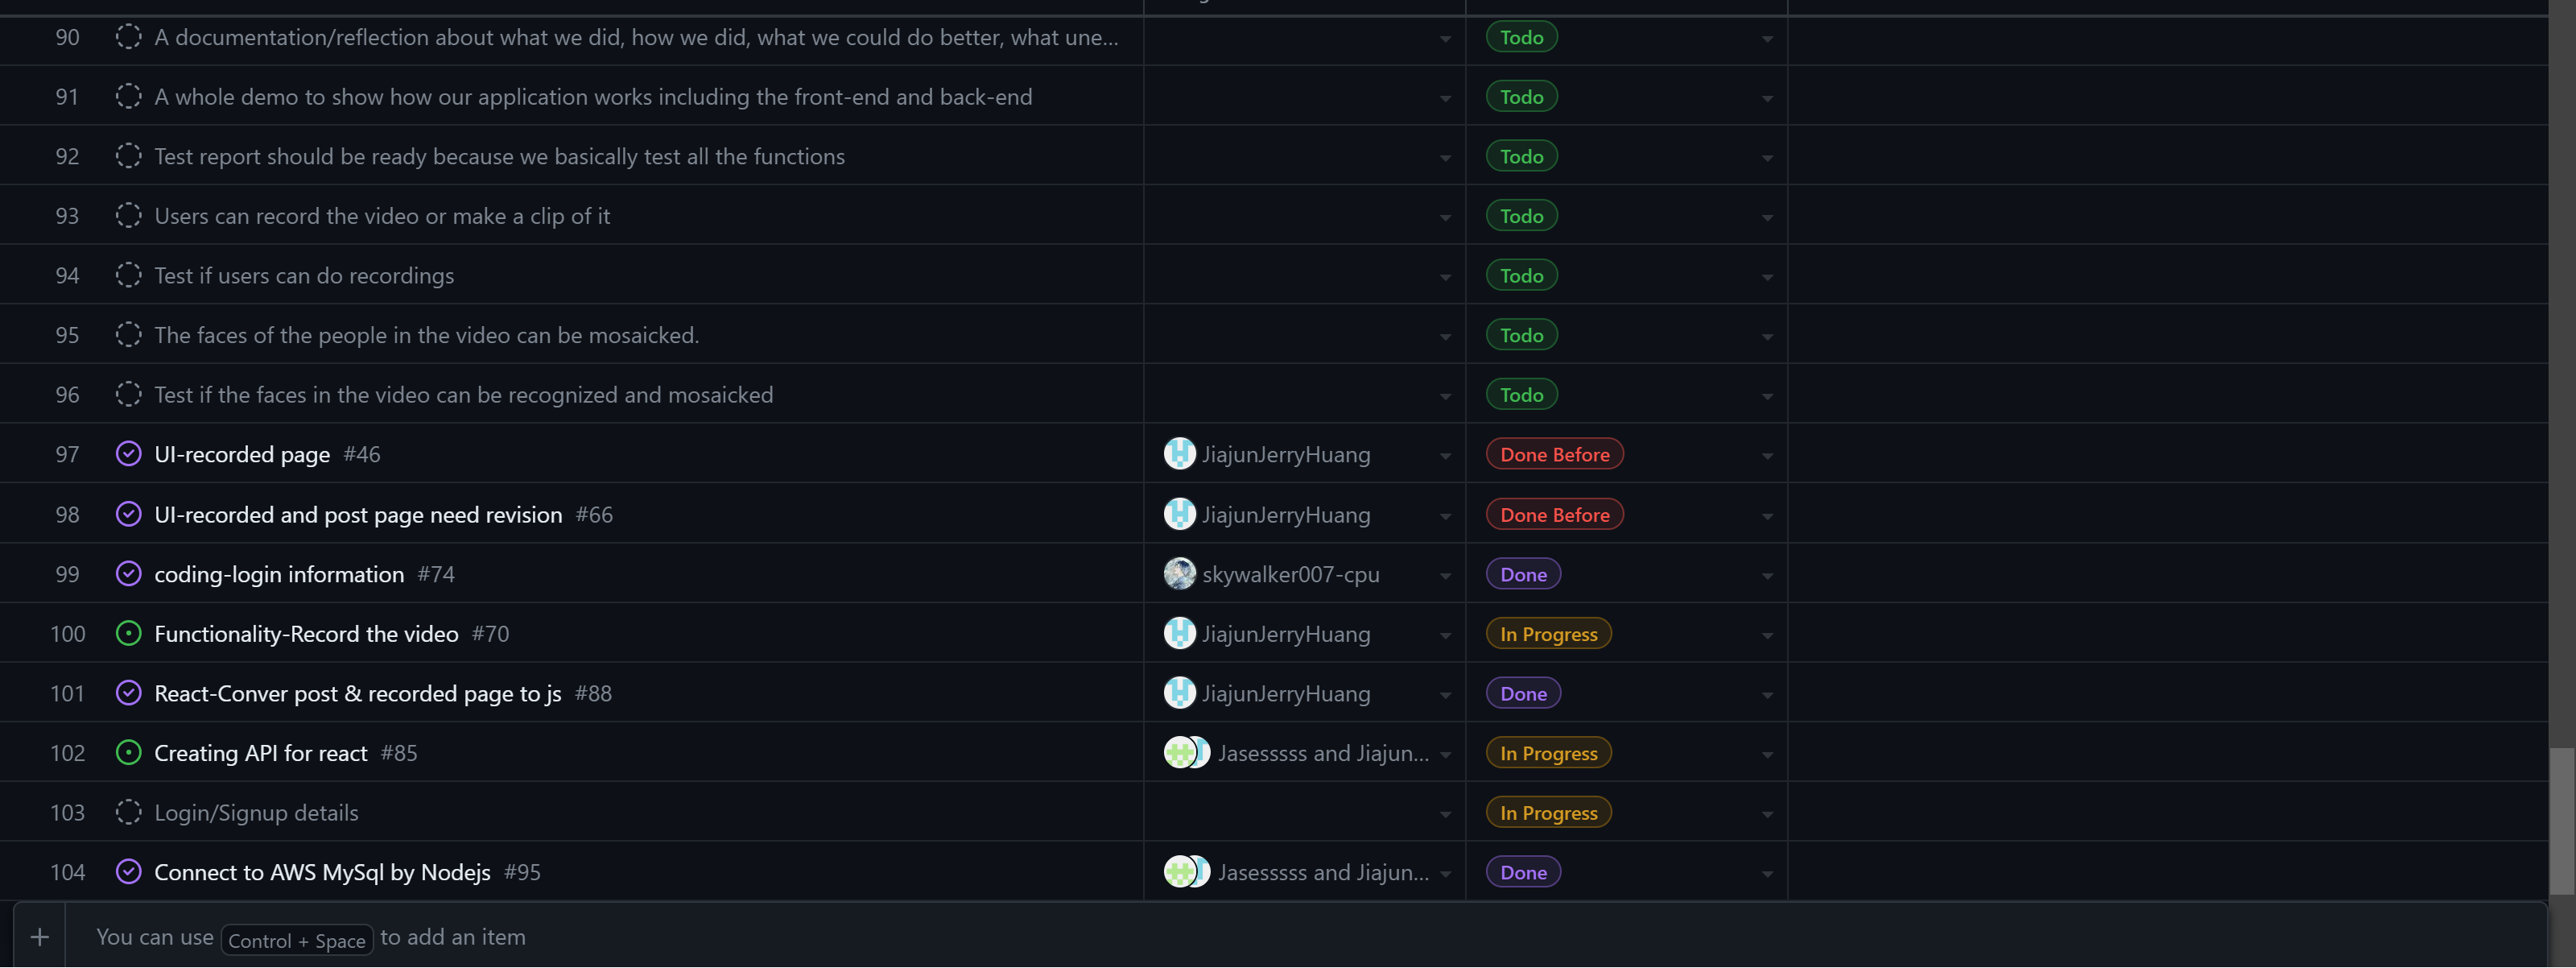 90 A documentation/reflection about what we did, how we did, what we could do better, what une... Todo
91 A whole demo to show how our application works including the front-end and back-end Todo
92 Test report should be ready because we basically test all the functions Todo
93 Users can record the video or make a clip of it Todo
94 Test if users can do recordings Todo
95 The faces of the people in the video can be mosaicked. Todo
96 Test if the faces in the video can be recognized and mosaicked Todo
97 UI-recorded page #46 JiajunJerryHuang Done Before
98 UI-recorded and post page need revision #66 JiajunJerryHuang Done Before
99 coding-login information #74 skywalker007-cpu Done
100 Functionality-Record the video #70 JiajunJerryHuang In Progress
101 React-Conver post & recorded page to js #88 JiajunJerryHuang Done
102 Creating API for react #85 Jasesssss and Jiajun... In Progress
103 Login/Signup details In Progress
104 Connect to AWS MySql by Nodejs #95 Jasesssss and Jiajun... Done
+ You can use Control + Space to add an item